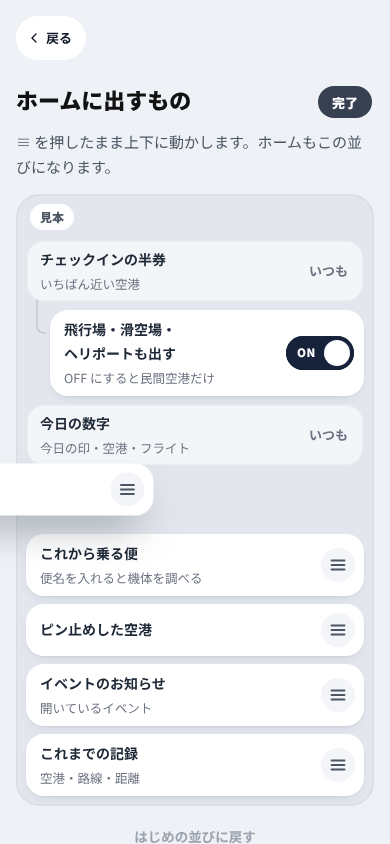 戻る
ホームに出すもの
完了
≡ を押したまま上下に動かします。ホームもこの並
びになります。
見本
チェックインの半券
いちばん近い空港
いつも
飛行場・滑空場・
ヘリポートも出す
OFF にすると民間空港だけ
ON
今日の数字
今日の印・空港・フライト
いつも
これから乗る便
便名を入れると機体を調べる
ピン止めした空港
イベントのお知らせ
開いているイベント
これまでの記録
空港・路線・距離
はじめの並びに戻す